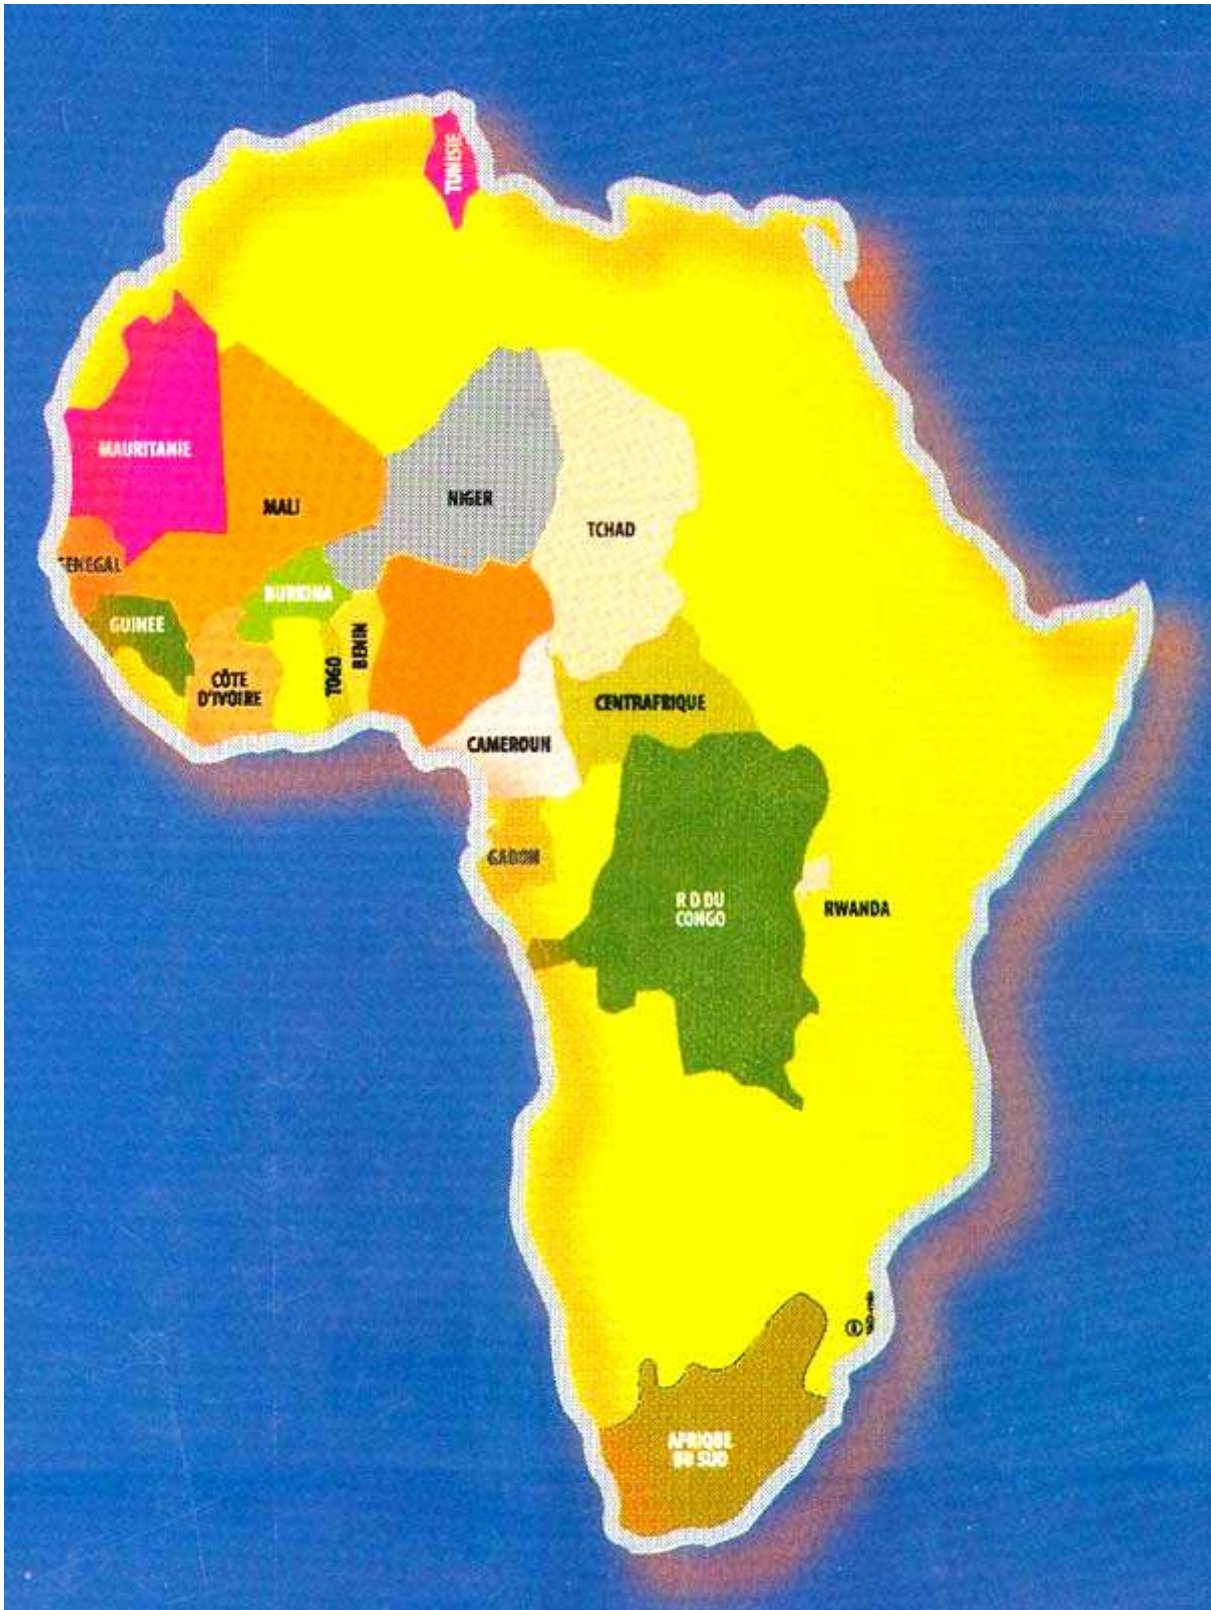 TUNISIE
MAURITANIE
MALI
NIGER
TCHAD
SENEGAL
BURKINA
GUINEE
CÔTE
D'IVOIRE
TOGO
BENIN
CENTRAFRIQUE
CAMEROUN
GABON
R D DU
CONGO
RWANDA
AFRIQUE
DU SUD